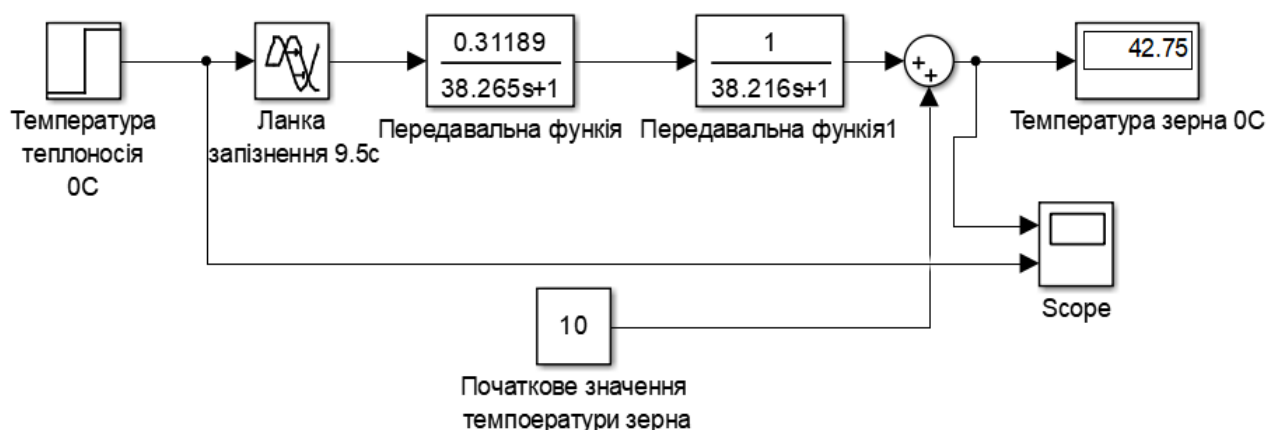 0.31189
38.265s+1
1
38.216s+1
42.75
Температура
теплоносія
0C
Ланка
запізнення 9.5с
Передавальна функія
Передавальна функія1
Температура зерна 0С
Scope
10
Початкове значення
темпоератури зерна